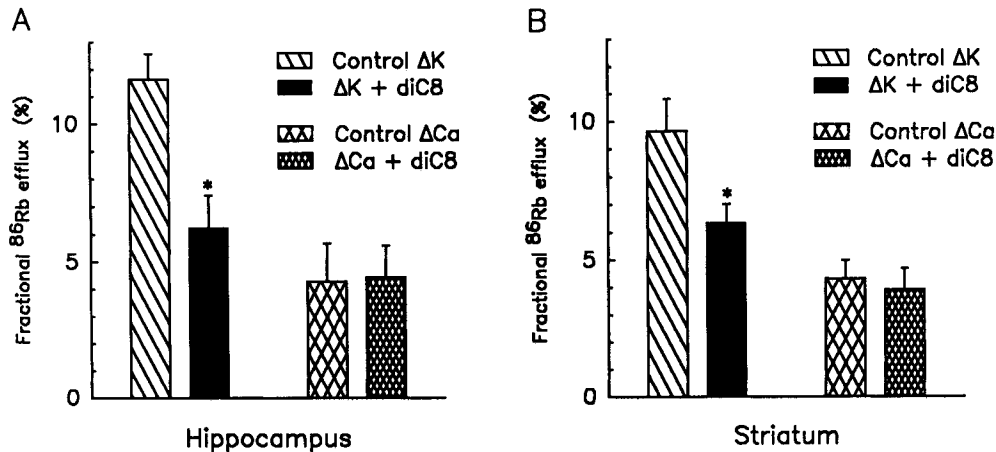 A
Fractional ⁸⁶Rb efflux (%)
10
5
0
Control ΔK
ΔK + diC8
Control ΔCa
ΔCa + diC8
*
Hippocampus
B
Fractional ⁸⁶Rb efflux (%)
10
5
0
Control ΔK
ΔK + diC8
Control ΔCa
ΔCa + diC8
*
Striatum